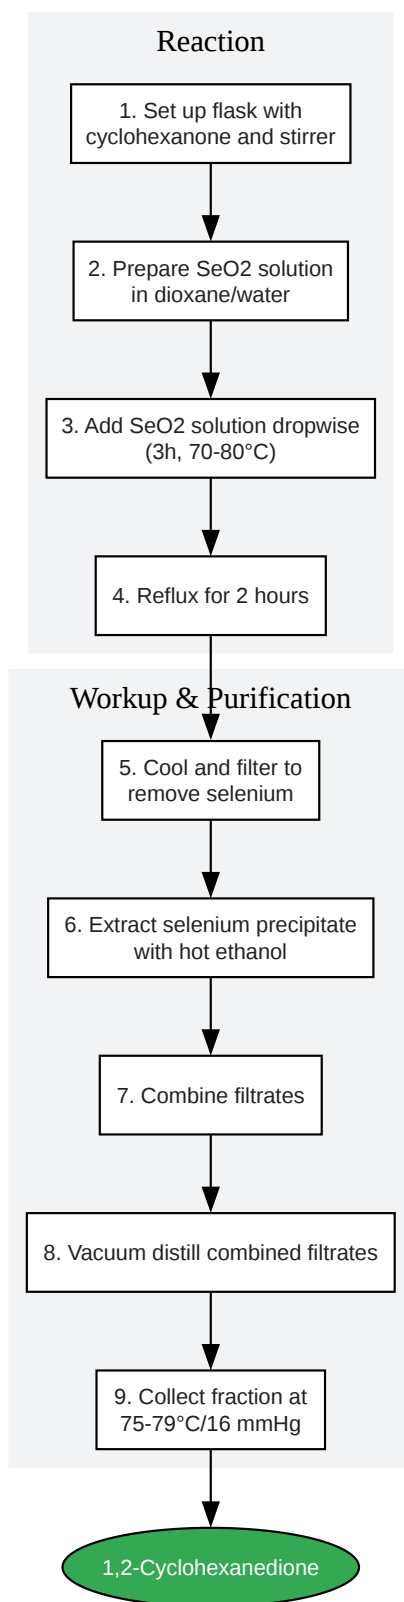 Reaction
1. Set up flask with
cyclohexanone and stirrer
2. Prepare SeO2 solution
in dioxane/water
3. Add SeO2 solution dropwise
(3h, 70-80°C)
4. Reflux for 2 hours
Workup & Purification
5. Cool and filter to
remove selenium
6. Extract selenium precipitate
with hot ethanol
7. Combine filtrates
8. Vacuum distill combined filtrates
9. Collect fraction at
75-79°C/16 mmHg
1,2-Cyclohexanedione